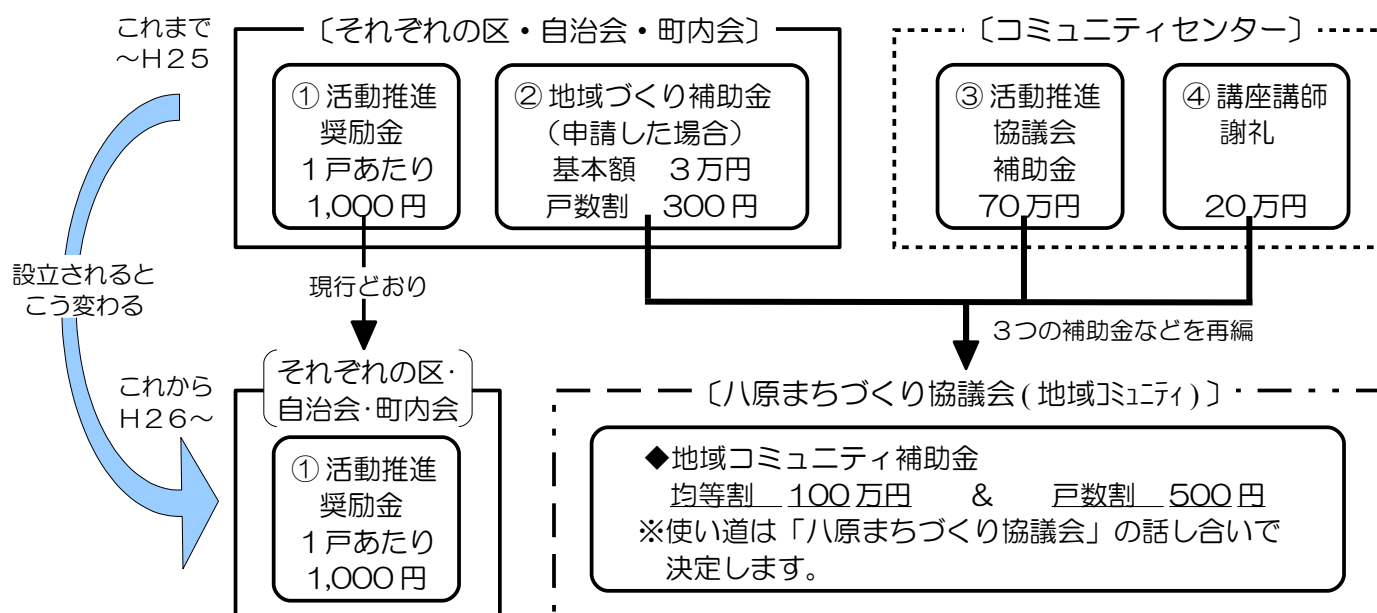 これまで
～H25
〔それぞれの区・自治会・町内会〕
① 活動推進
奨励金
1戸あたり
1,000円
② 地域づくり補助金
(申請した場合)
基本額 3万円
戸数割 300円
〔コミュニティセンター〕
③ 活動推進
協議会
補助金
70万円
④ 講座講師
謝礼
20万円
設立されると
こう変わる
現行どおり
3つの補助金などを再編
これから
H26～
それぞれの区・
自治会・町内会
① 活動推進
奨励金
1戸あたり
1,000円
〔八原まちづくり協議会(地域コミュニティ)〕
◆地域コミュニティ補助金
均等割 100万円 & 戸数割 500円
※使い道は「八原まちづくり協議会」の話し合いで
決定します。